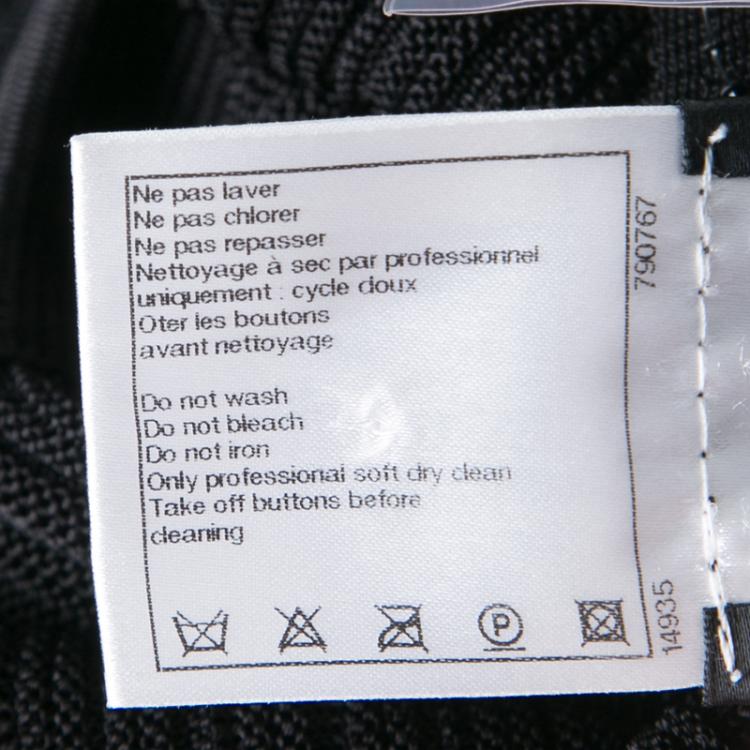 Ne pas laver
Ne pas chlorer
Ne pas repasser
Nettoyage à sec par professionnel
uniquement : cycle doux
Oter les boutons
avant nettoyage
Do not wash
Do not bleach
Do not iron
Only professional soft dry clean
Take off buttons before
cleaning
P
790767
14935